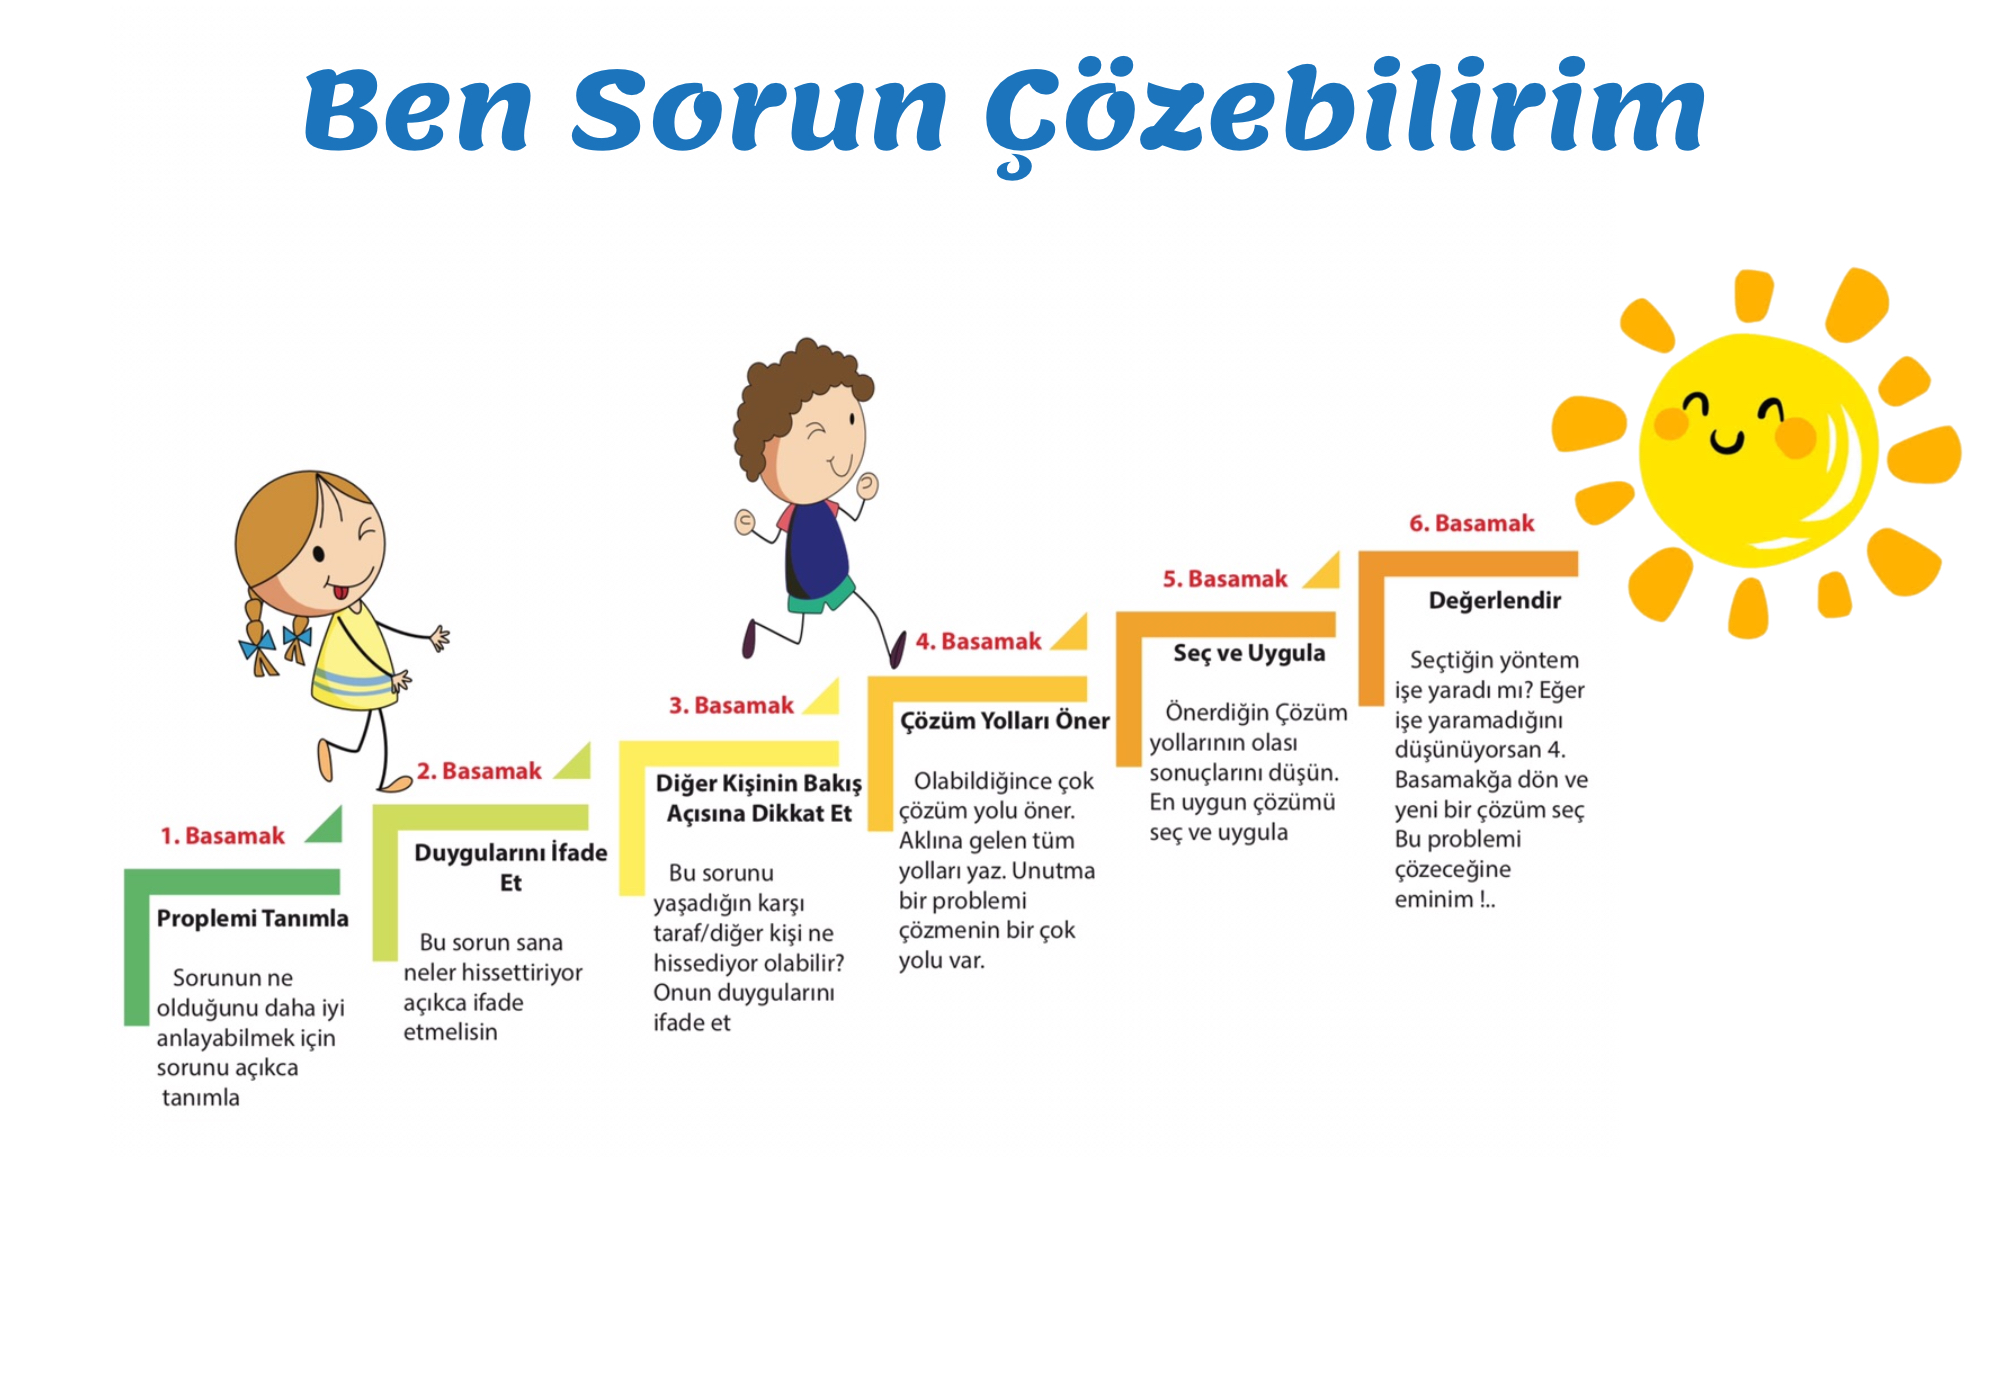 Ben Sorun Çözebilirim
1. Basamak
Proplemi Tanımla
Sorunun ne
olduğunu daha iyi
anlayabilmek için
sorunu açıkca
tanımla
2. Basamak
Duygularını İfade
Et
Bu sorun sana
neler hissettiriyor
açıkca ifade
etmelisin
3. Basamak
Diğer Kişinin Bakış
Açısına Dikkat Et
Bu sorunu
yaşadığın karşı
taraf/diğer kişi ne
hissediyor olabilir?
Onun duygularını
ifade et
4. Basamak
Çözüm Yolları Öner
Olabildiğince çok
çözüm yolu öner.
Aklına gelen tüm
yolları yaz. Unutma
bir problemi
çözmenin bir çok
yolu var.
5. Basamak
Seç ve Uygula
Önerdiğin Çözüm
yollarının olası
sonuçlarını düşün.
En uygun çözümü
seç ve uygula
6. Basamak
Değerlendir
Seçtiğin yöntem
işe yaradı mı? Eğer
işe yaramadığını
düşünüyorsan 4.
Basamakğa dön ve
yeni bir çözüm seç
Bu problemi
çözeceğine
eminim !..